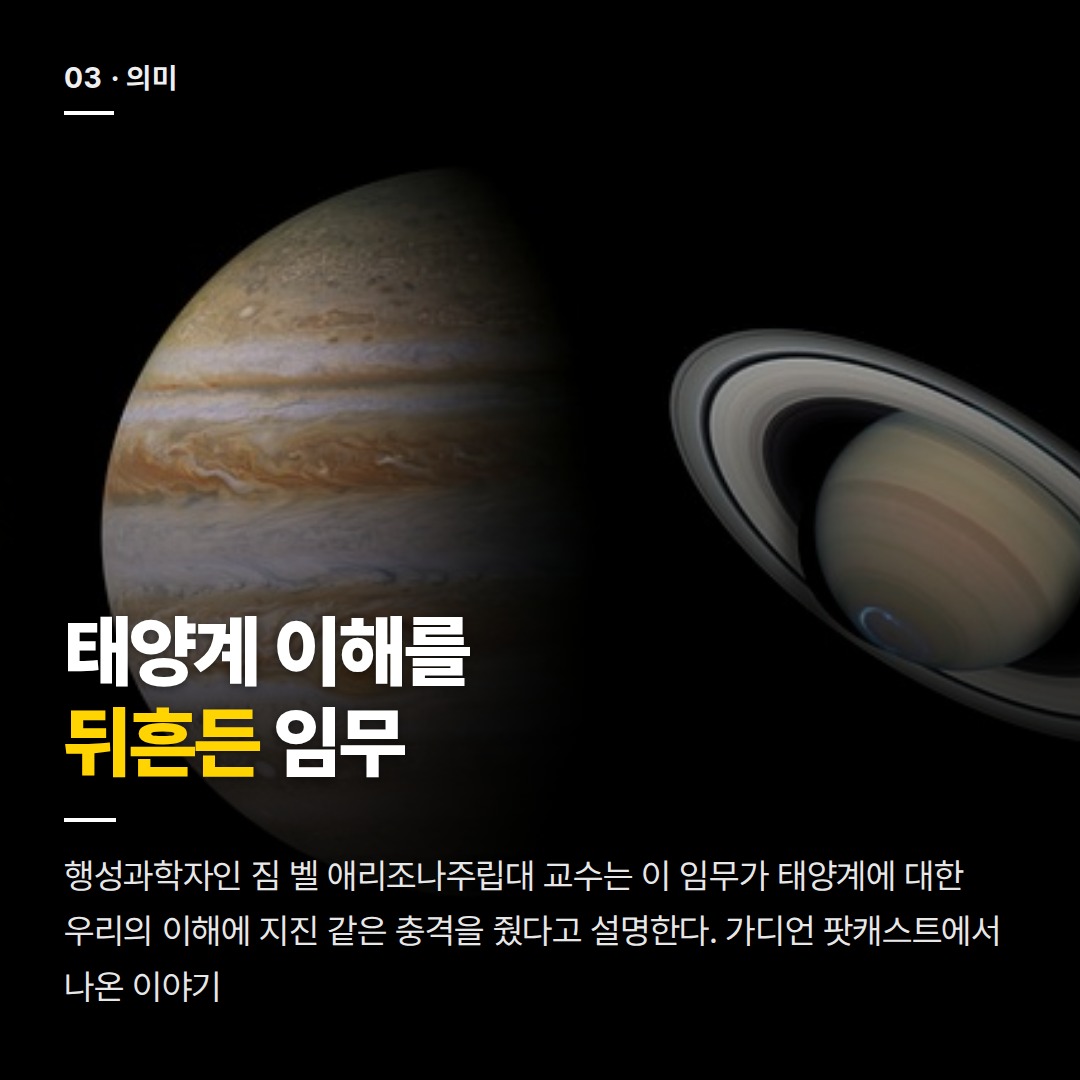 03 · 의미
태양계 이해를
뒤흔든 임무
행성과학자인 짐 벨 애리조나주립대 교수는 이 임무가 태양계에 대한
우리의 이해에 지진 같은 충격을 줬다고 설명한다. 가디언 팟캐스트에서
나온 이야기